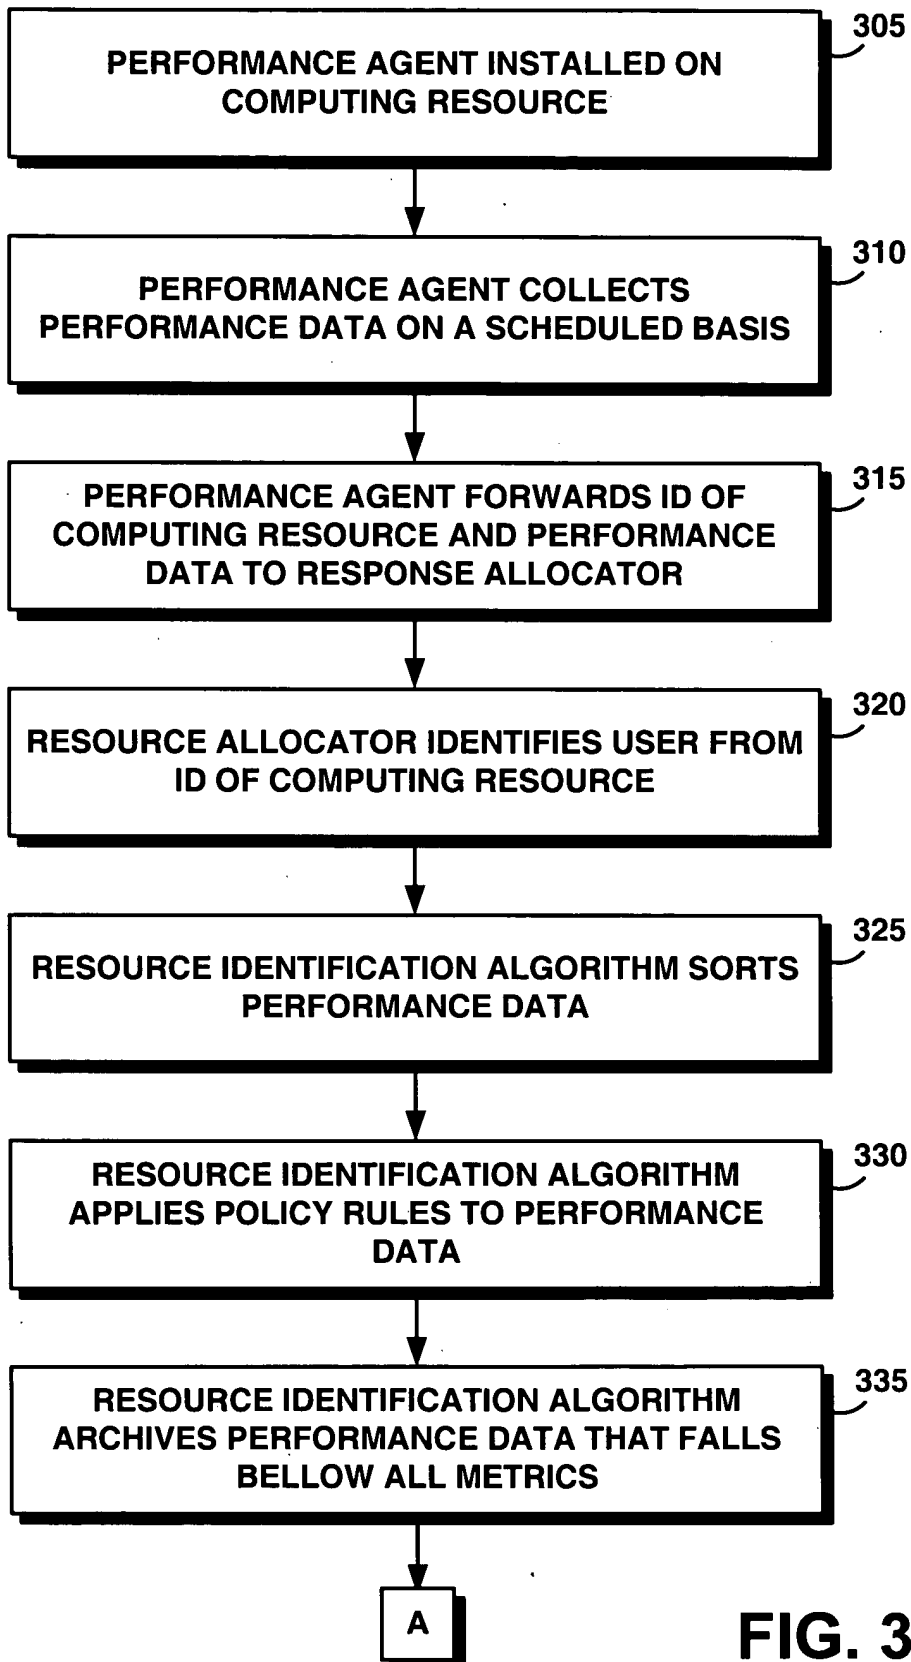 305
PERFORMANCE AGENT INSTALLED ON
COMPUTING RESOURCE
310
PERFORMANCE AGENT COLLECTS
PERFORMANCE DATA ON A SCHEDULED BASIS
315
PERFORMANCE AGENT FORWARDS ID OF
COMPUTING RESOURCE AND PERFORMANCE
DATA TO RESPONSE ALLOCATOR
320
RESOURCE ALLOCATOR IDENTIFIES USER FROM
ID OF COMPUTING RESOURCE
325
RESOURCE IDENTIFICATION ALGORITHM SORTS
PERFORMANCE DATA
330
RESOURCE IDENTIFICATION ALGORITHM
APPLIES POLICY RULES TO PERFORMANCE
DATA
335
RESOURCE IDENTIFICATION ALGORITHM
ARCHIVES PERFORMANCE DATA THAT FALLS
BELLOW ALL METRICS
A
FIG. 3